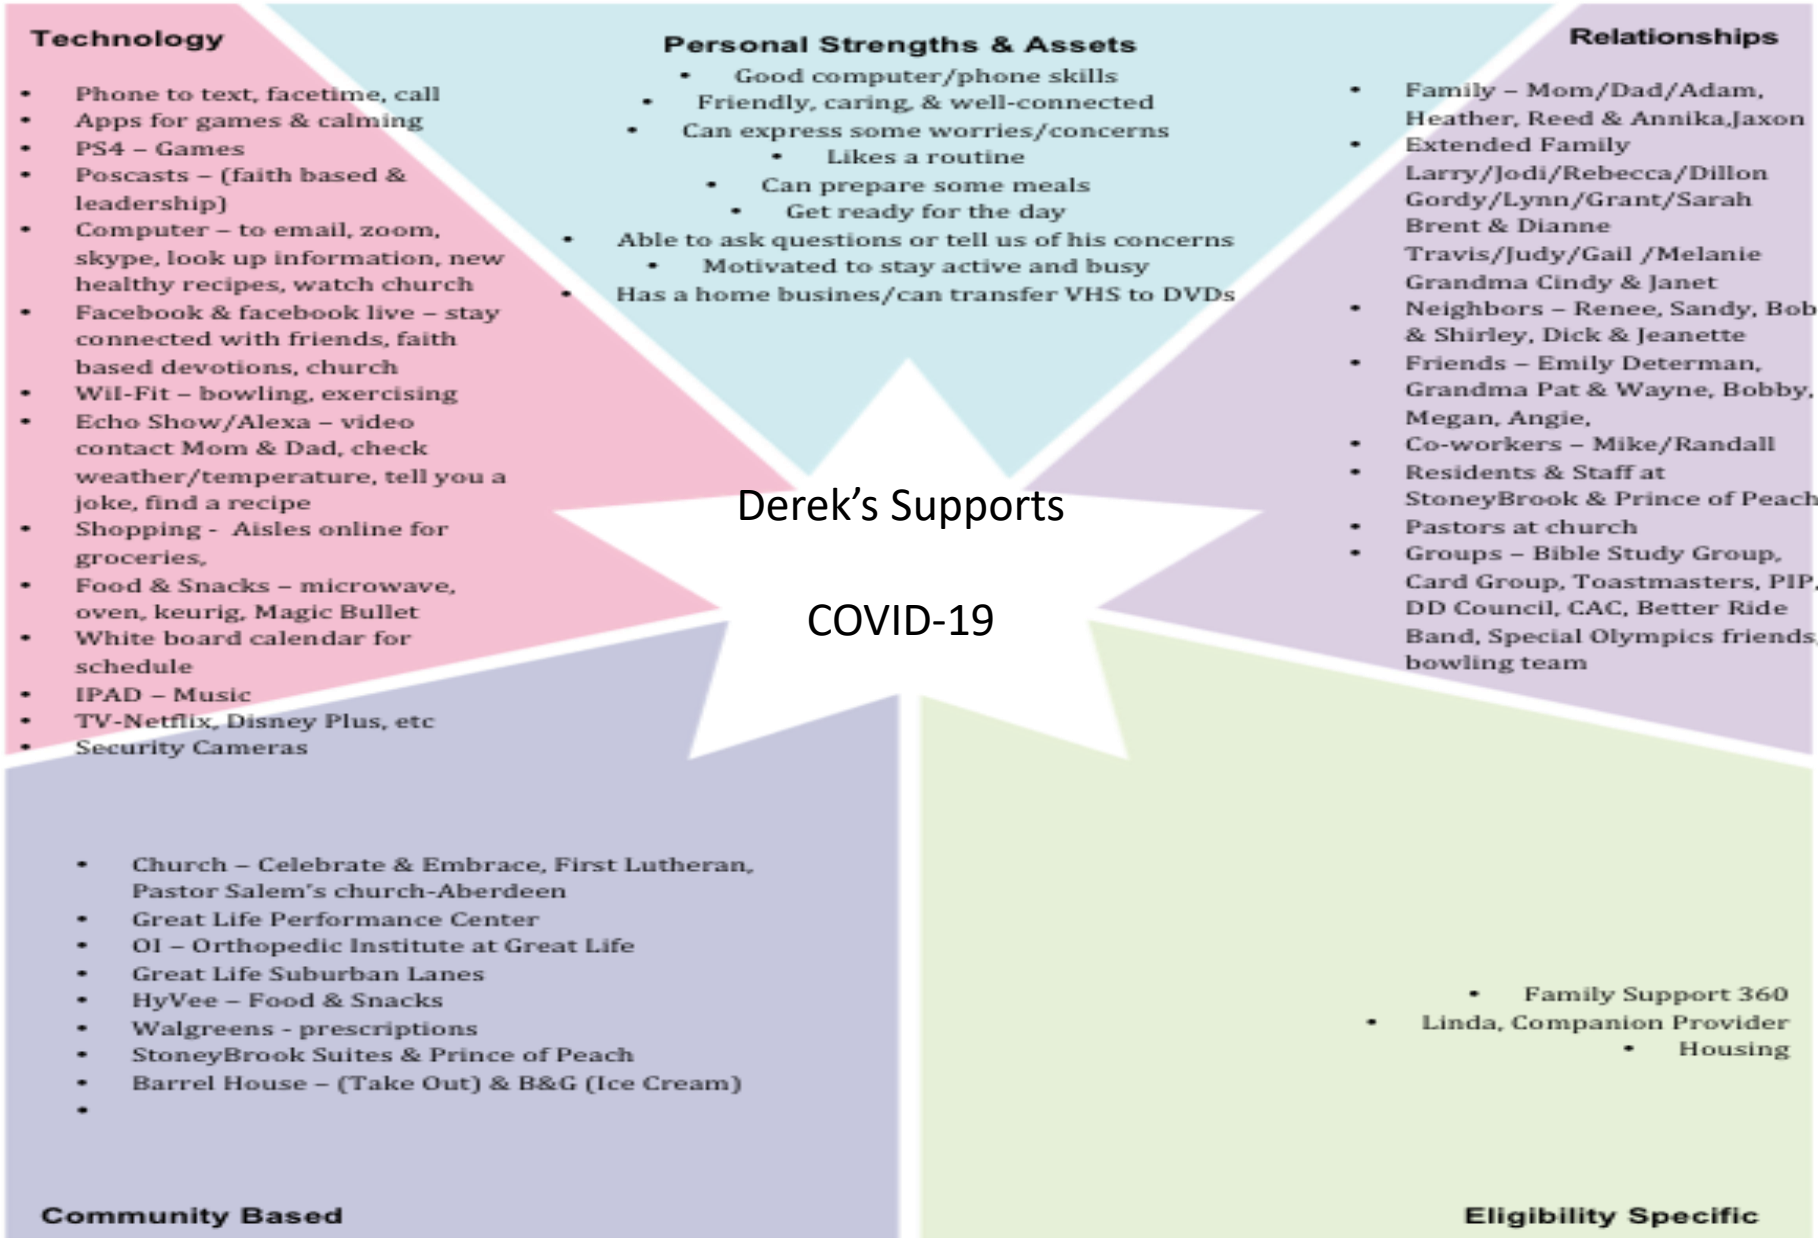 Technology
• Phone to text, facetime, call
• Apps for games & calming
• PS4 – Games
• Poscasts – (faith based &
leadership)
• Computer – to email, zoom,
skype, look up information, new
healthy recipes, watch church
• Facebook & facebook live – stay
connected with friends, faith
based devotions, church
• Wil-Fit – bowling, exercising
• Echo Show/Alexa – video
contact Mom & Dad, check
weather/temperature, tell you a
joke, find a recipe
• Shopping - Aisles online for
groceries,
• Food & Snacks – microwave,
oven, keurig, Magic Bullet
• White board calendar for
schedule
• IPAD – Music
• TV-Netflix, Disney Plus, etc
• Security Cameras
Personal Strengths & Assets
• Good computer/phone skills
• Friendly, caring, & well-connected
• Can express some worries/concerns
• Likes a routine
• Can prepare some meals
• Get ready for the day
• Able to ask questions or tell us of his concerns
• Motivated to stay active and busy
• Has a home busines/can transfer VHS to DVDs
Relationships
• Family – Mom/Dad/Adam,
Heather, Reed & Annika,Jaxon
• Extended Family
Larry/Jodi/Rebecca/Dillon
Gordy/Lynn/Grant/Sarah
Brent & Dianne
Travis/Judy/Gail /Melanie
Grandma Cindy & Janet
• Neighbors – Renee, Sandy, Bob
& Shirley, Dick & Jeanette
• Friends – Emily Determan,
Grandma Pat & Wayne, Bobby,
Megan, Angie,
• Co-workers – Mike/Randall
• Residents & Staff at
StoneyBrook & Prince of Peach
• Pastors at church
• Groups – Bible Study Group,
Card Group, Toastmasters, PIP,
DD Council, CAC, Better Ride
Band, Special Olympics friends,
bowling team
Derek’s Supports
COVID-19
• Church – Celebrate & Embrace, First Lutheran,
Pastor Salem’s church-Aberdeen
• Great Life Performance Center
• OI – Orthopedic Institute at Great Life
• Great Life Suburban Lanes
• HyVee – Food & Snacks
• Walgreens - prescriptions
• StoneyBrook Suites & Prince of Peach
• Barrel House – (Take Out) & B&G (Ice Cream)
•
Community Based
• Family Support 360
• Linda, Companion Provider
• Housing
Eligibility Specific